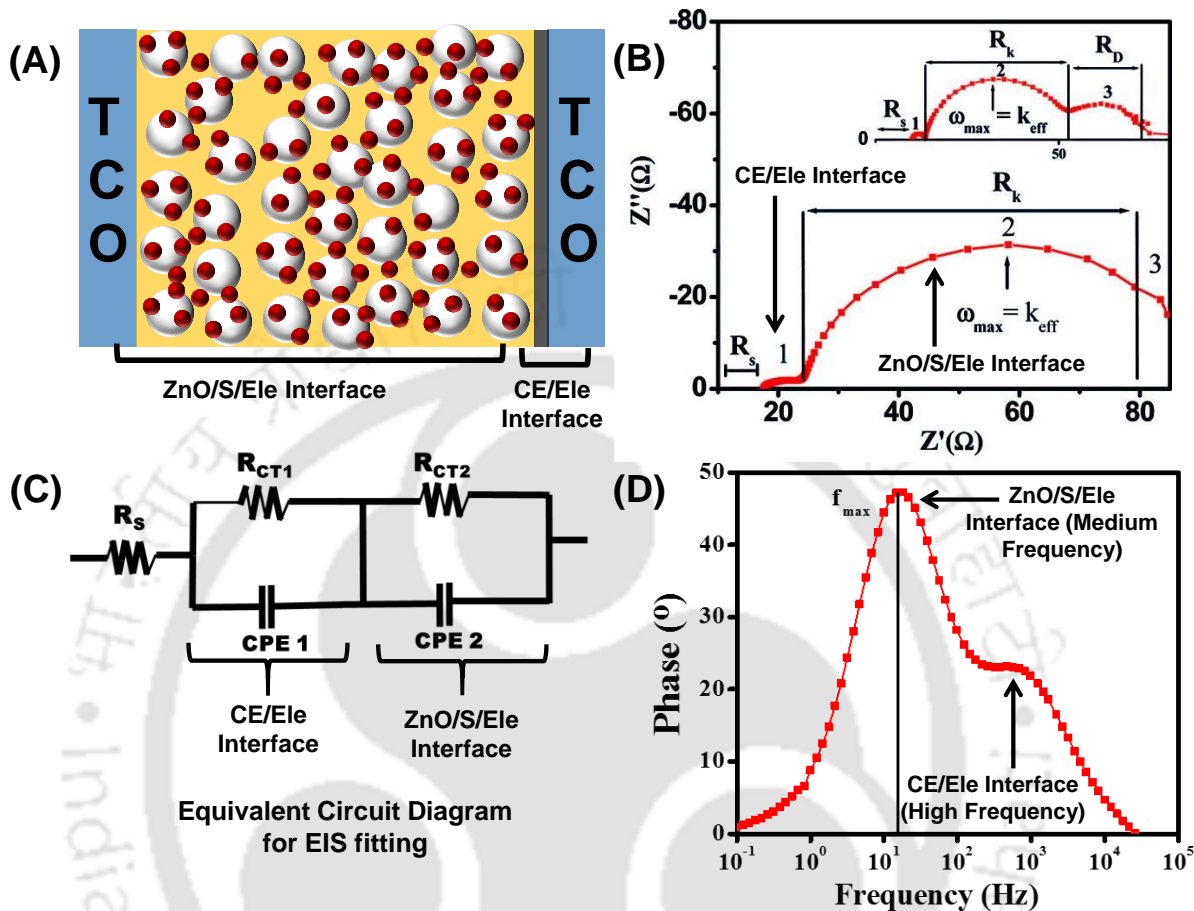 (A)
T
C
O
T
C
O
ZnO/S/Ele Interface
CE/Ele
Interface
(B)
Z''(Ω)
-80
-60
-40
-20
0
20
40
60
80
Z'(Ω)
CE/Ele Interface
R_s
1
R_k
2
3
ω_max = k_eff
ZnO/S/Ele Interface
R_s
1
R_k
2
R_D
3
ω_max = k_eff
0
50
(C)
R_S
R_CT1
R_CT2
CPE 1
CPE 2
CE/Ele
Interface
ZnO/S/Ele
Interface
Equivalent Circuit Diagram
for EIS fitting
(D)
Phase (º)
50
40
30
20
10
0
f_max
ZnO/S/Ele
Interface (Medium
Frequency)
CE/Ele Interface
(High Frequency)
10^-1
10^0
10^1
10^2
10^3
10^4
10^5
Frequency (Hz)
India